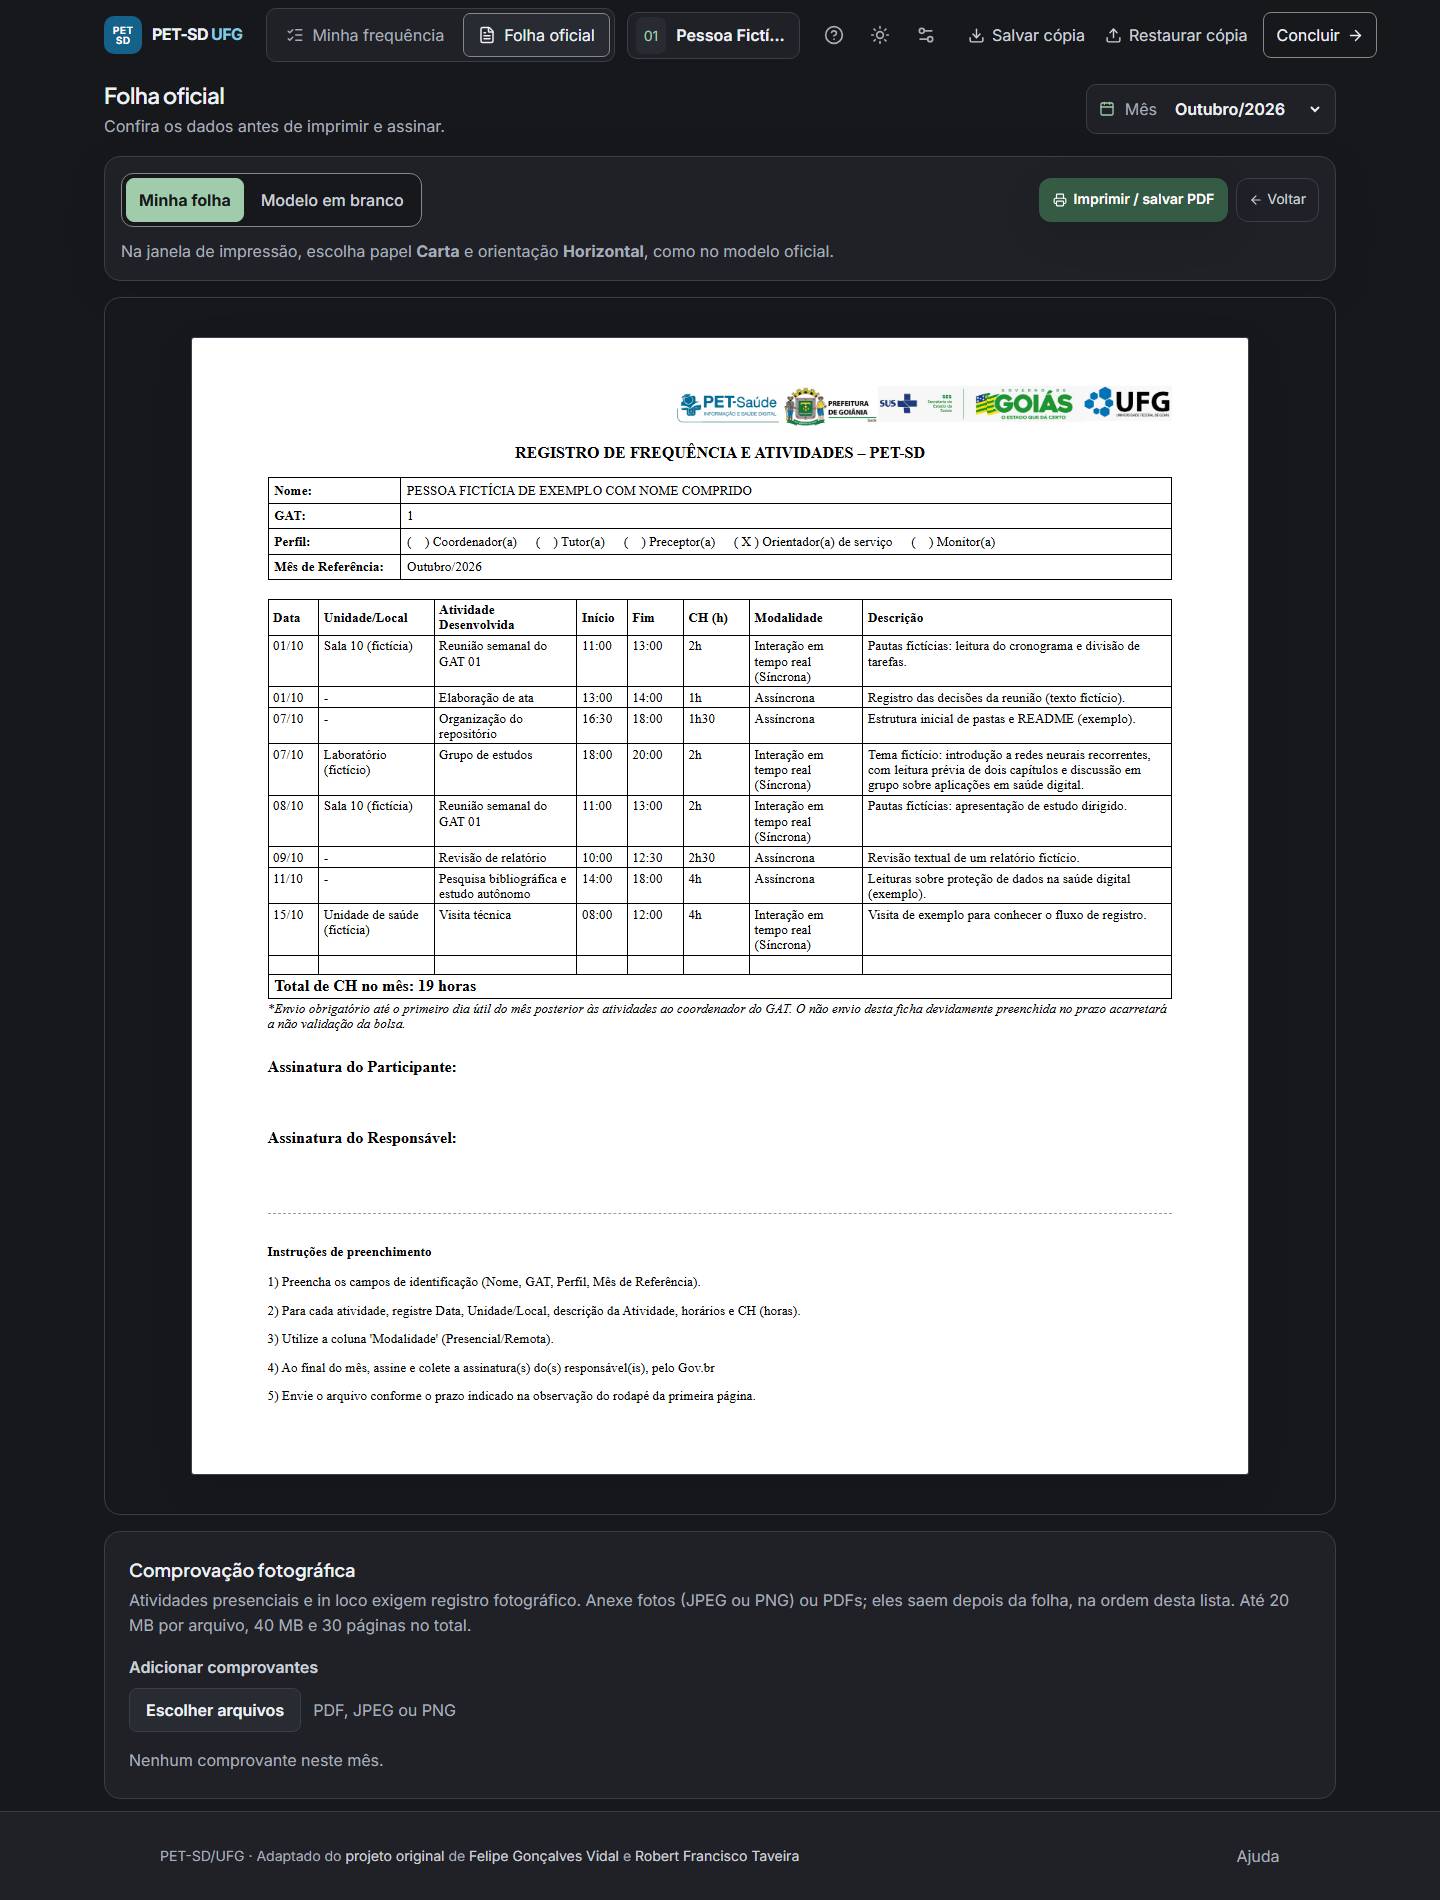 PET SD
PET-SD UFG
Minha frequência
Folha oficial
01
Pessoa Fictí...
Salvar cópia
Restaurar cópia
Concluir
Folha oficial
Confira os dados antes de imprimir e assinar.
Mês Outubro/2026
Minha folha
Modelo em branco
Imprimir / salvar PDF
Voltar
Na janela de impressão, escolha papel Carta e orientação Horizontal, como no modelo oficial.
PET-Saúde
INFORMAÇÃO E SAÚDE DIGITAL
PREFEITURA DE GOIÂNIA
SUS
SES
GOVERNO DE
GOIÁS
O ESTADO QUE DÁ CERTO
UFG
UNIVERSIDADE FEDERAL DE GOIÁS
REGISTRO DE FREQUÊNCIA E ATIVIDADES – PET-SD
Nome: PESSOA FICTÍCIA DE EXEMPLO COM NOME COMPRIDO
GAT: 1
Perfil: ( ) Coordenador(a) ( ) Tutor(a) ( ) Preceptor(a) ( X ) Orientador(a) de serviço ( ) Monitor(a)
Mês de Referência: Outubro/2026
Data Unidade/Local Atividade Desenvolvida Início Fim CH (h) Modalidade Descrição
01/10 Sala 10 (fictícia) Reunião semanal do GAT 01 11:00 13:00 2h Interação em tempo real (Síncrona) Pautas fictícias: leitura do cronograma e divisão de tarefas.
01/10 - Elaboração de ata 13:00 14:00 1h Assíncrona Registro das decisões da reunião (texto fictício).
07/10 - Organização do repositório 16:30 18:00 1h30 Assíncrona Estrutura inicial de pastas e README (exemplo).
07/10 Laboratório (fictício) Grupo de estudos 18:00 20:00 2h Interação em tempo real (Síncrona) Tema fictício: introdução a redes neurais recorrentes, com leitura prévia de dois capítulos e discussão em grupo sobre aplicações em saúde digital.
08/10 Sala 10 (fictícia) Reunião semanal do GAT 01 11:00 13:00 2h Interação em tempo real (Síncrona) Pautas fictícias: apresentação de estudo dirigido.
09/10 - Revisão de relatório 10:00 12:30 2h30 Assíncrona Revisão textual de um relatório fictício.
11/10 - Pesquisa bibliográfica e estudo autônomo 14:00 18:00 4h Assíncrona Leituras sobre proteção de dados na saúde digital (exemplo).
15/10 Unidade de saúde (fictícia) Visita técnica 08:00 12:00 4h Interação em tempo real (Síncrona) Visita de exemplo para conhecer o fluxo de registro.
Total de CH no mês: 19 horas
*Envio obrigatório até o primeiro dia útil do mês posterior às atividades ao coordenador do GAT. O não envio desta ficha devidamente preenchida no prazo acarretará
a não validação da bolsa.
Assinatura do Participante:
Assinatura do Responsável:
Instruções de preenchimento
1) Preencha os campos de identificação (Nome, GAT, Perfil, Mês de Referência).
2) Para cada atividade, registre Data, Unidade/Local, descrição da Atividade, horários e CH (horas).
3) Utilize a coluna 'Modalidade' (Presencial/Remota).
4) Ao final do mês, assine e colete a assinatura(s) do(s) responsável(is), pelo Gov.br
5) Envie o arquivo conforme o prazo indicado na observação do rodapé da primeira página.
Comprovação fotográfica
Atividades presenciais e in loco exigem registro fotográfico. Anexe fotos (JPEG ou PNG) ou PDFs; eles saem depois da folha, na ordem desta lista. Até 20
MB por arquivo, 40 MB e 30 páginas no total.
Adicionar comprovantes
Escolher arquivos
PDF, JPEG ou PNG
Nenhum comprovante neste mês.
PET-SD/UFG · Adaptado do projeto original de Felipe Gonçalves Vidal e Robert Francisco Taveira
Ajuda